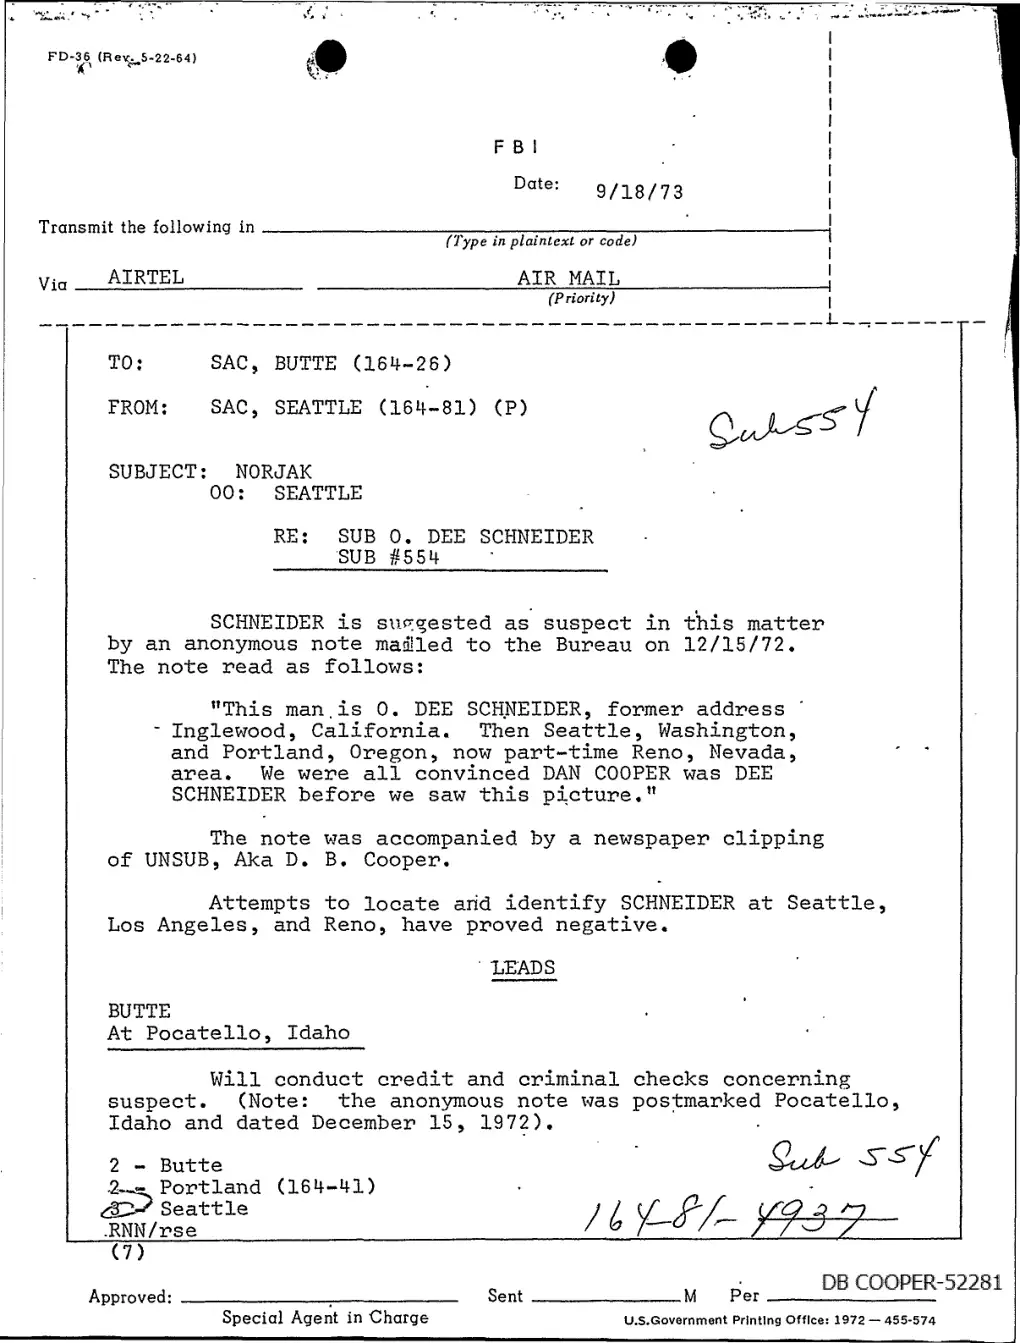 FD-36 (Rev. 5-22-64)
F B I
Date: 9/18/73
Transmit the following in
(Type in plaintext or code)
Via AIRTEL AIR MAIL
(Priority)
TO: SAC, BUTTE (164-26)
FROM: SAC, SEATTLE (164-81) (P)
Sub 554
SUBJECT: NORJAK
OO: SEATTLE
RE: SUB O. DEE SCHNEIDER
SUB #554
SCHNEIDER is suggested as suspect in this matter
by an anonymous note mailed to the Bureau on 12/15/72.
The note read as follows:
"This man is O. DEE SCHNEIDER, former address
Inglewood, California. Then Seattle, Washington,
and Portland, Oregon, now part-time Reno, Nevada,
area. We were all convinced DAN COOPER was DEE
SCHNEIDER before we saw this picture."
The note was accompanied by a newspaper clipping
of UNSUB, Aka D. B. Cooper.
Attempts to locate and identify SCHNEIDER at Seattle,
Los Angeles, and Reno, have proved negative.
LEADS
BUTTE
At Pocatello, Idaho
Will conduct credit and criminal checks concerning
suspect. (Note: the anonymous note was postmarked Pocatello,
Idaho and dated December 15, 1972).
2 - Butte
2 - Portland (164-41)
3 - Seattle
RNN/rse
(7)
Sub 554
164-81-4937
DB COOPER-52281
Approved: Sent M Per
Special Agent in Charge
U.S.Government Printing Office: 1972 — 455-574